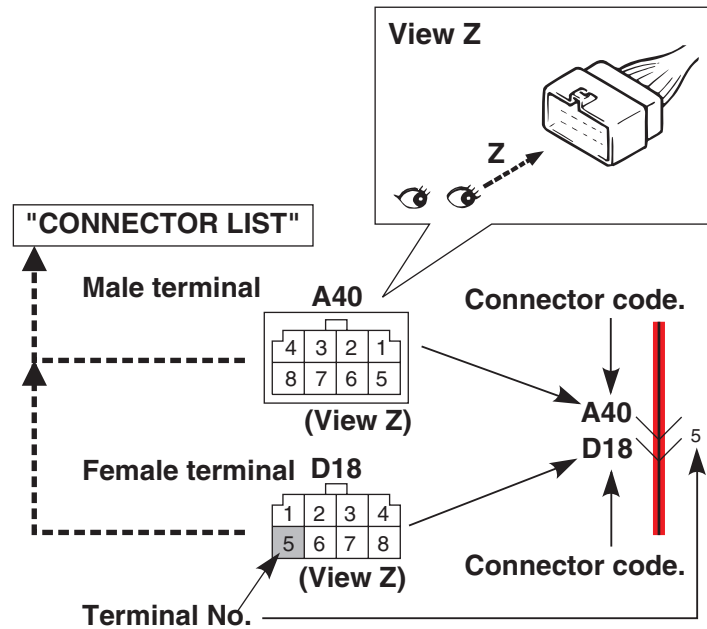 View Z
Z
"CONNECTOR LIST"
Male terminal
A40
Connector code.
4 3 2 1
8 7 6 5
(View Z)
A40
D18
5
Female terminal
D18
1 2 3 4
5 6 7 8
(View Z)
Connector code.
Terminal No.